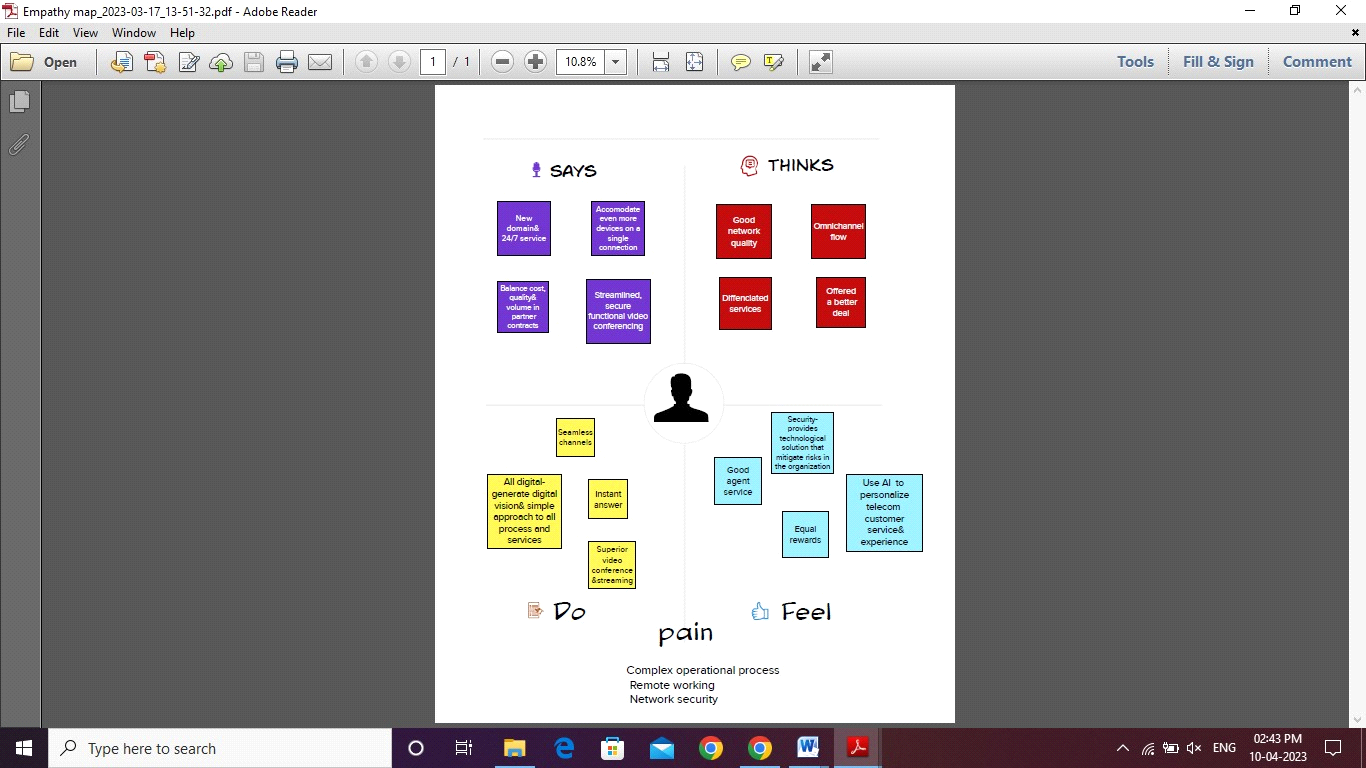 Empathy map_2023-03-17_13-51-32.pdf - Adobe Reader
File Edit View Window Help
Open 1 / 1 10.8% Tools Fill & Sign Comment
SAYS
New
domain&
24/7 service
Accomodate
even more
devices on a
single
connection
Balance cost,
quality&
volume in
partner
contracts
Streamlined,
secure
functional video
conferencing
THINKS
Good
network
quality
Omnichannel
flow
Diffenciated
services
Offered
a better
deal
Seamless
channels
All digital-
generate digital
vision& simple
approach to all
process and
services
Instant
answer
Superior
video
conference
&streaming
Do
Security-
provides
technological
solution that
mitigate risks in
the organization
Good
agent
service
Use AI to
personalize
telecom
customer
service&
experience
Equal
rewards
Feel
pain
Complex operational process
Remote working
Network security
Type here to search
ENG
02:43 PM
10-04-2023